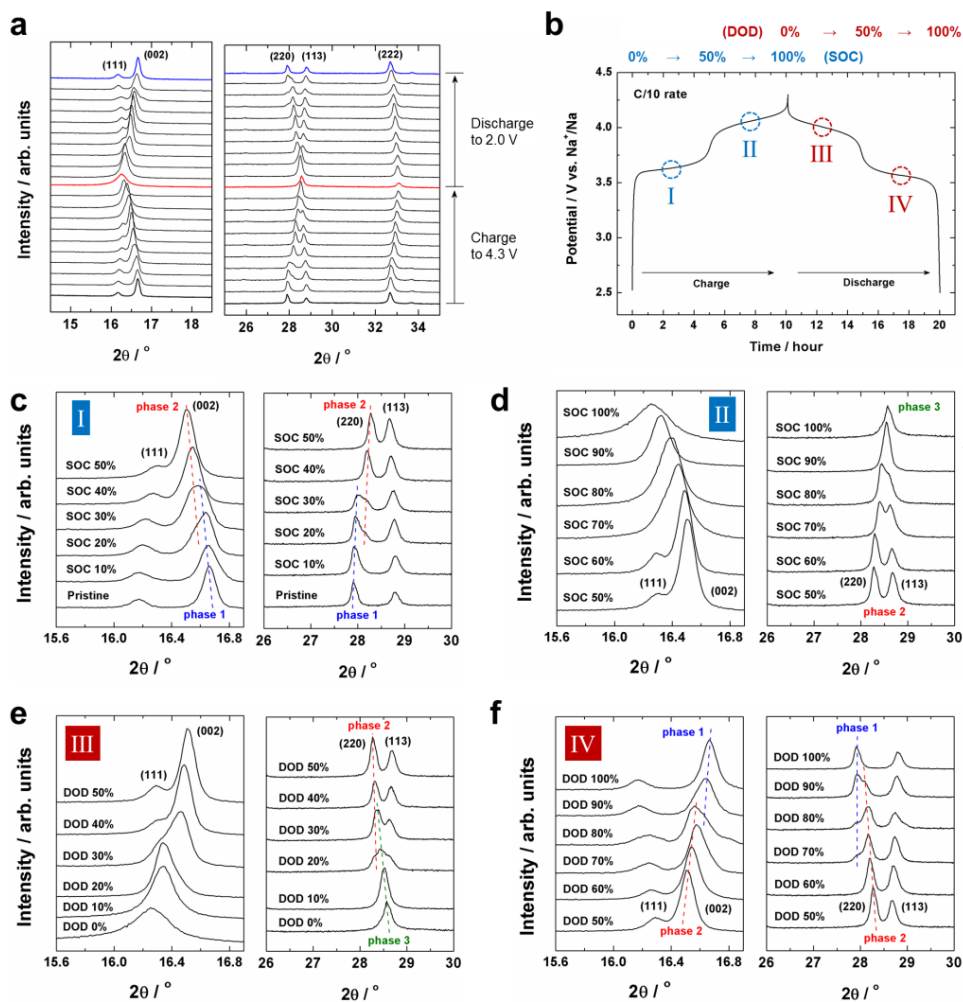 a
(111) (002)
(220) (113) (222)
Discharge
to 2.0 V
Charge
to 4.3 V
Intensity / arb. units
15 16 17 18
26 28 30 32 34
2θ / °
2θ / °
b
(DOD) 0% → 50% → 100%
0% → 50% → 100% (SOC)
C/10 rate
I
II
III
IV
Charge
Discharge
Potential / V vs. Na+/Na
4.5
4.0
3.5
3.0
2.5
0 2 4 6 8 10 12 14 16 18 20
Time / hour
c
I
phase 2
(002)
(111)
SOC 50%
SOC 40%
SOC 30%
SOC 20%
SOC 10%
Pristine
phase 1
Intensity / arb. units
15.6 16.0 16.4 16.8
2θ / °
phase 2
(220)
(113)
SOC 50%
SOC 40%
SOC 30%
SOC 20%
SOC 10%
Pristine
phase 1
26 27 28 29 30
2θ / °
d
II
SOC 100%
SOC 90%
SOC 80%
SOC 70%
SOC 60%
SOC 50%
(111)
(002)
Intensity / arb. units
15.6 16.0 16.4 16.8
2θ / °
phase 3
SOC 100%
SOC 90%
SOC 80%
SOC 70%
SOC 60%
SOC 50%
(220)
(113)
phase 2
26 27 28 29 30
2θ / °
e
III
(002)
(111)
DOD 50%
DOD 40%
DOD 30%
DOD 20%
DOD 10%
DOD 0%
Intensity / arb. units
15.6 16.0 16.4 16.8
2θ / °
phase 2
(220)
(113)
DOD 50%
DOD 40%
DOD 30%
DOD 20%
DOD 10%
DOD 0%
phase 3
26 27 28 29 30
2θ / °
f
IV
phase 1
DOD 100%
DOD 90%
DOD 80%
DOD 70%
DOD 60%
DOD 50%
(111)
(002)
phase 2
Intensity / arb. units
15.6 16.0 16.4 16.8
2θ / °
phase 1
DOD 100%
DOD 90%
DOD 80%
DOD 70%
DOD 60%
DOD 50%
(220)
(113)
phase 2
26 27 28 29 30
2θ / °